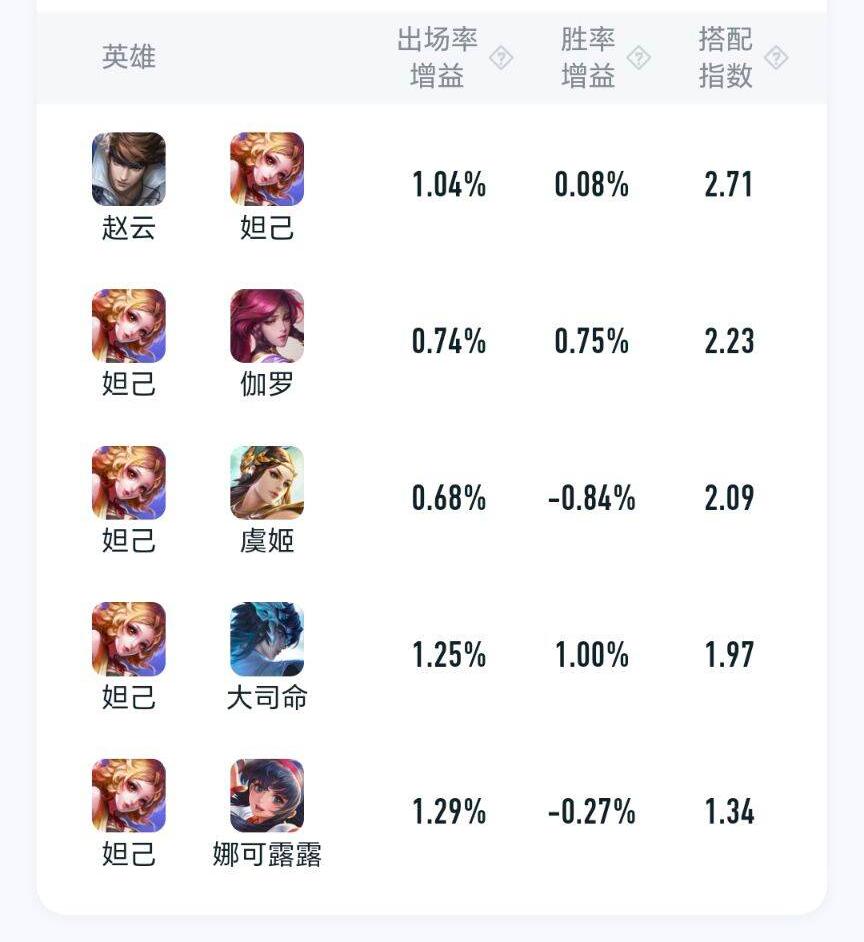 英雄 出场率增益 胜率增益 搭配指数
赵云 妲己 1.04% 0.08% 2.71
妲己 伽罗 0.74% 0.75% 2.23
妲己 虞姬 0.68% -0.84% 2.09
妲己 大司命 1.25% 1.00% 1.97
妲己 娜可露露 1.29% -0.27% 1.34